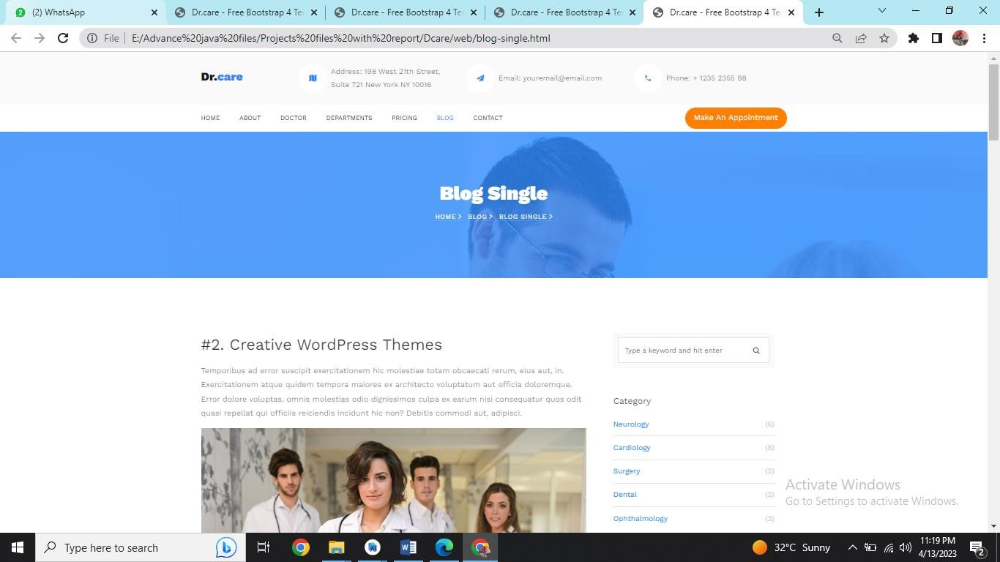 (2) WhatsApp
Dr.care - Free Bootstrap 4 Te
Dr.care - Free Bootstrap 4 Te
Dr.care - Free Bootstrap 4 Te
Dr.care - Free Bootstrap 4 Te
File | E:/Advance%20java%20files/Projects%20files%20with%20report/Dcare/web/blog-single.html
Dr.care
Address: 198 West 21th Street,
Suite 721 New York NY 10016
Email: youremail@email.com
Phone: + 1235 2355 98
HOME ABOUT DOCTOR DEPARTMENTS PRICING BLOG CONTACT
Make An Appointment
Blog Single
HOME > BLOG > BLOG SINGLE >
#2. Creative WordPress Themes
Temporibus ad error suscipit exercitationem hic molestiae totam obcaecati rerum, eius aut, in.
Exercitationem atque quidem tempora maiores ex architecto voluptatum aut officia doloremque.
Error dolore voluptas, omnis molestias odio dignissimos culpa ex earum nisi consequatur quos odit
quasi repellat qui officiis reiciendis incidunt hic non? Debitis commodi aut, adipisci.
Type a keyword and hit enter
Category
Neurology (6)
Cardiology (8)
Surgery (2)
Dental (2)
Ophthalmology (2)
Activate Windows
Go to Settings to activate Windows.
Type here to search
32°C Sunny
11:19 PM
4/13/2023
2